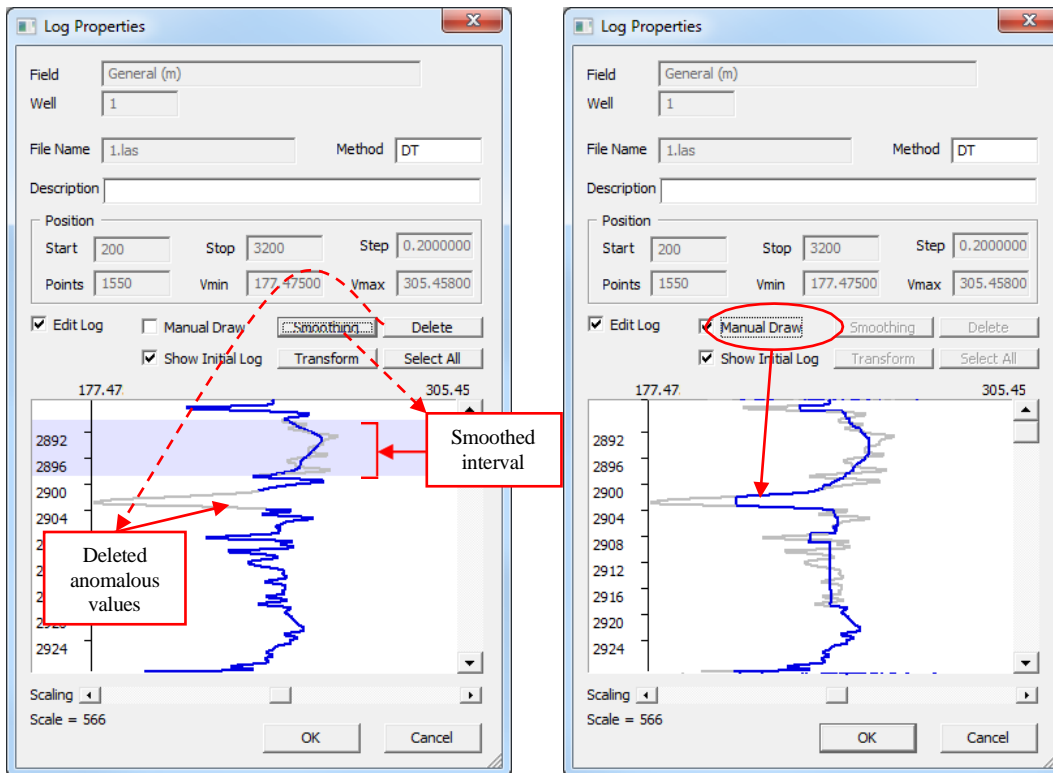 Log Properties
Field General (m)
Well 1
File Name 1.las Method DT
Description
Position
Start 200 Stop 3200 Step 0.2000000
Points 1550 Vmin 177.47500 Vmax 305.45800
Edit Log Manual Draw Smoothing Delete
Show Initial Log Transform Select All
177.47 305.45
2892
2896
2900
2904
2920
2924
Smoothed
interval
Deleted
anomalous
values
Scaling
Scale = 566
OK Cancel
Log Properties
Field General (m)
Well 1
File Name 1.las Method DT
Description
Position
Start 200 Stop 3200 Step 0.2000000
Points 1550 Vmin 177.47500 Vmax 305.45800
Edit Log Manual Draw Smoothing Delete
Show Initial Log Transform Select All
177.47 305.45
2892
2896
2900
2904
2908
2912
2916
2920
2924
Scaling
Scale = 566
OK Cancel